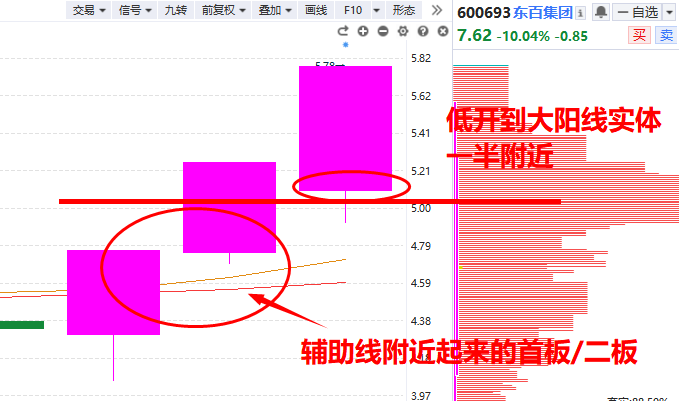 交易 信号 九转 前复权 叠加 画线 F10 形态
600693 东百集团
自选
7.62 -10.04% -0.85
买 卖
5.78
5.82
5.62
5.41
5.21
5.00
4.79
4.59
4.38
3.97
低开到大阳线实体
一半附近
辅助线附近起来的首板/二板